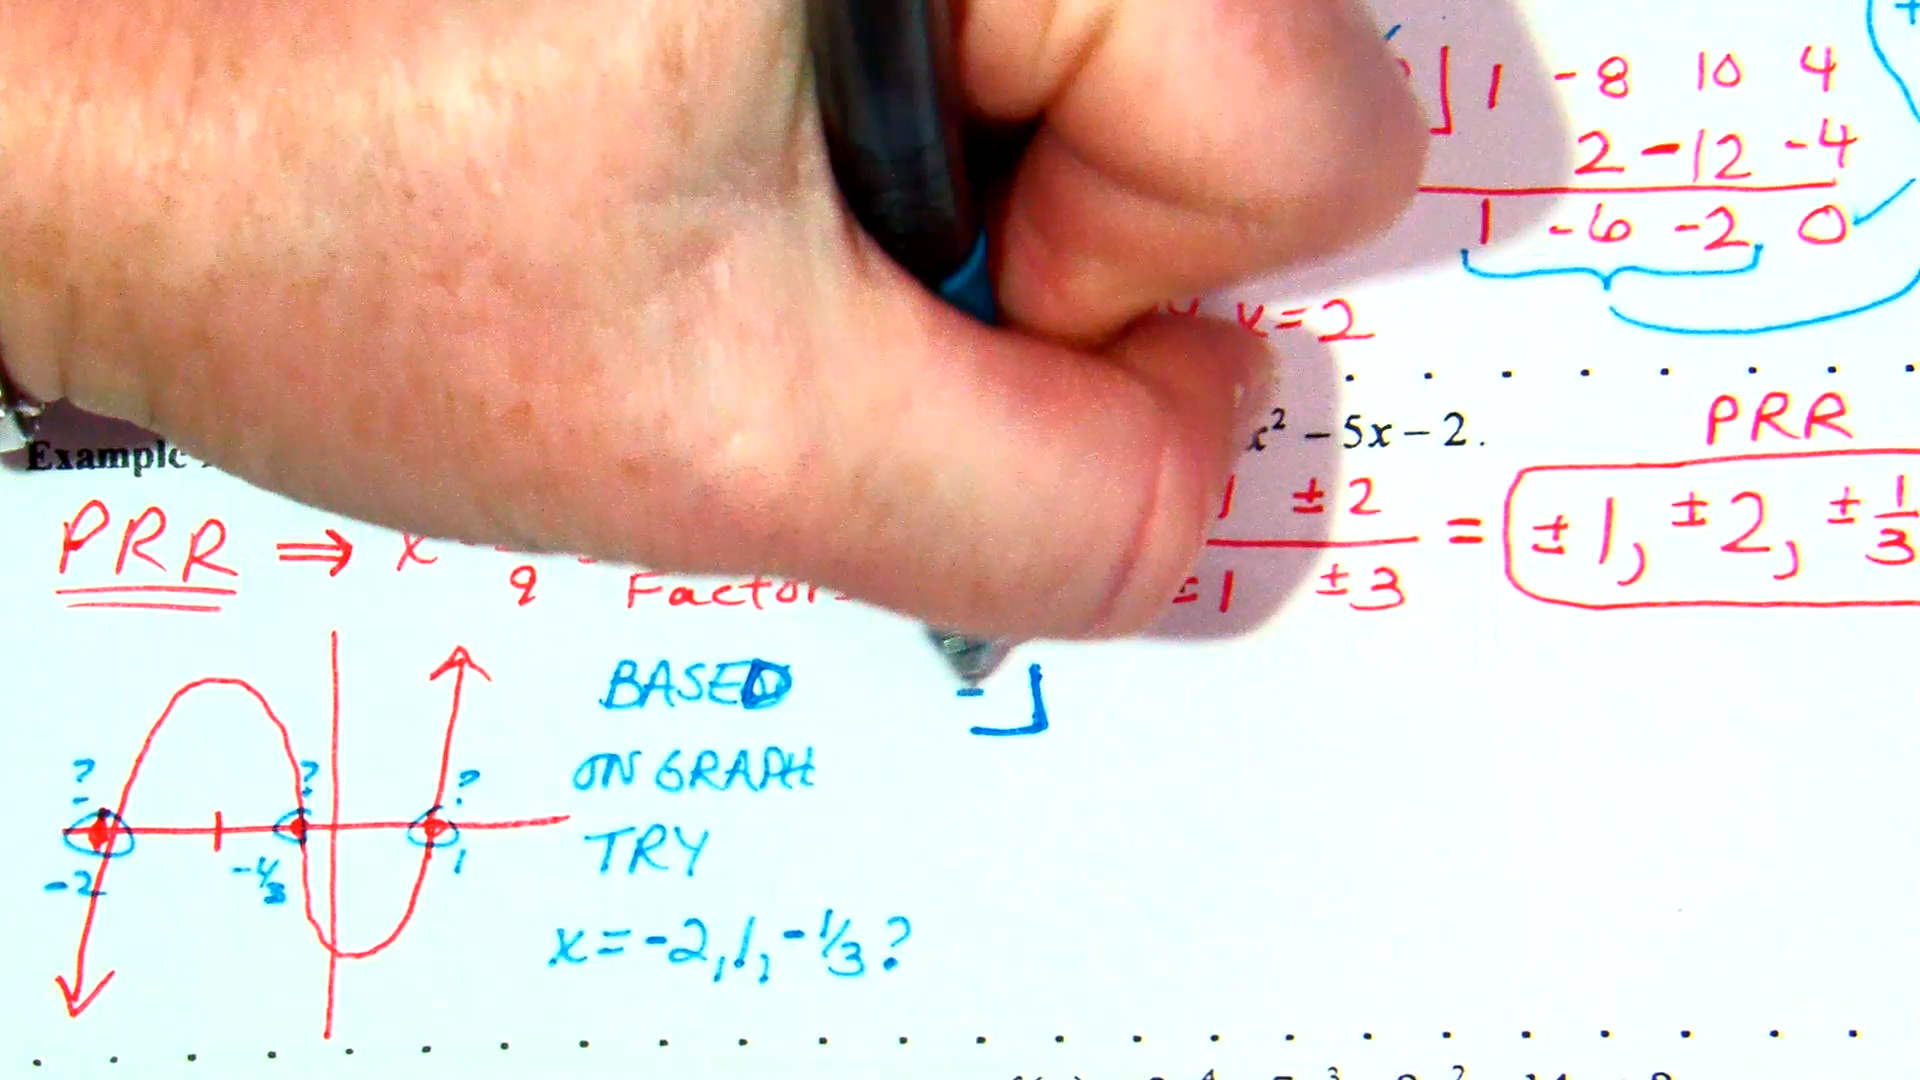 ] 1 -8 10 4
2 -12 -4
1 -6 -2 0
x=2
Example
x² – 5x – 2.
PRR
1 ±2
±1 ±3
= ±1, ±2, ±1/3
PRR ⇒ x
q
Factor
BASED
ON GRAPH
TRY
x = -2, 1, -1/3 ?
- ]
? ? ?
-2 -1/3 1